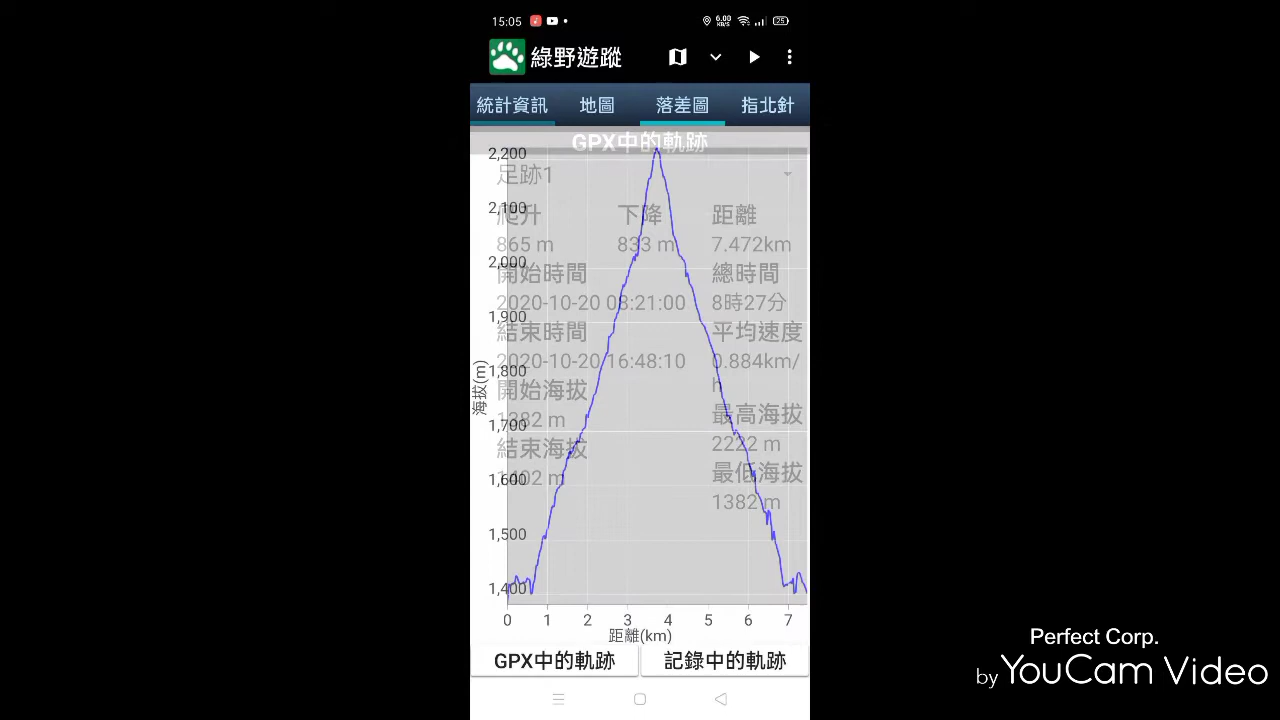 15:05
6.00 KB/S
25
綠野遊蹤
統計資訊 地圖 落差圖 指北針
GPX中的軌跡
足跡1
爬升 下降 距離
865 m 833 m 7.472km
開始時間 總時間
2020-10-20 08:21:00 8時27分
結束時間 平均速度
2020-10-20 16:48:10 0.884km/
h
開始海拔 最高海拔
1382 m 2222 m
結束海拔 最低海拔
1402 m 1382 m
2,200
2,100
2,000
1,900
1,800
1,700
1,600
1,500
1,400
海拔(m)
0 1 2 3 4 5 6 7
距離(km)
GPX中的軌跡 記錄中的軌跡
Perfect Corp.
by YouCam Video